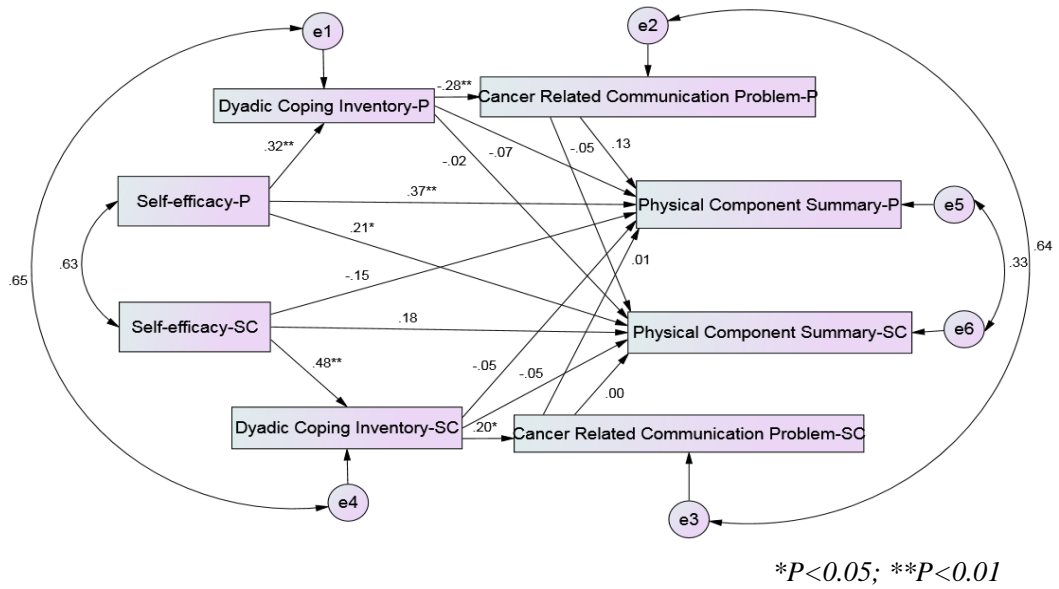 e1
e2
Dyadic Coping Inventory-P
-.28**
Cancer Related Communication Problem-P
.32**
-.02
-.07
-.05
.13
Self-efficacy-P
.37**
Physical Component Summary-P
e5
.21*
.63
.65
-.15
.01
.33
.64
Self-efficacy-SC
.18
Physical Component Summary-SC
e6
.48**
-.05
-.05
.00
Dyadic Coping Inventory-SC
.20*
Cancer Related Communication Problem-SC
e4
e3
*P<0.05; **P<0.01